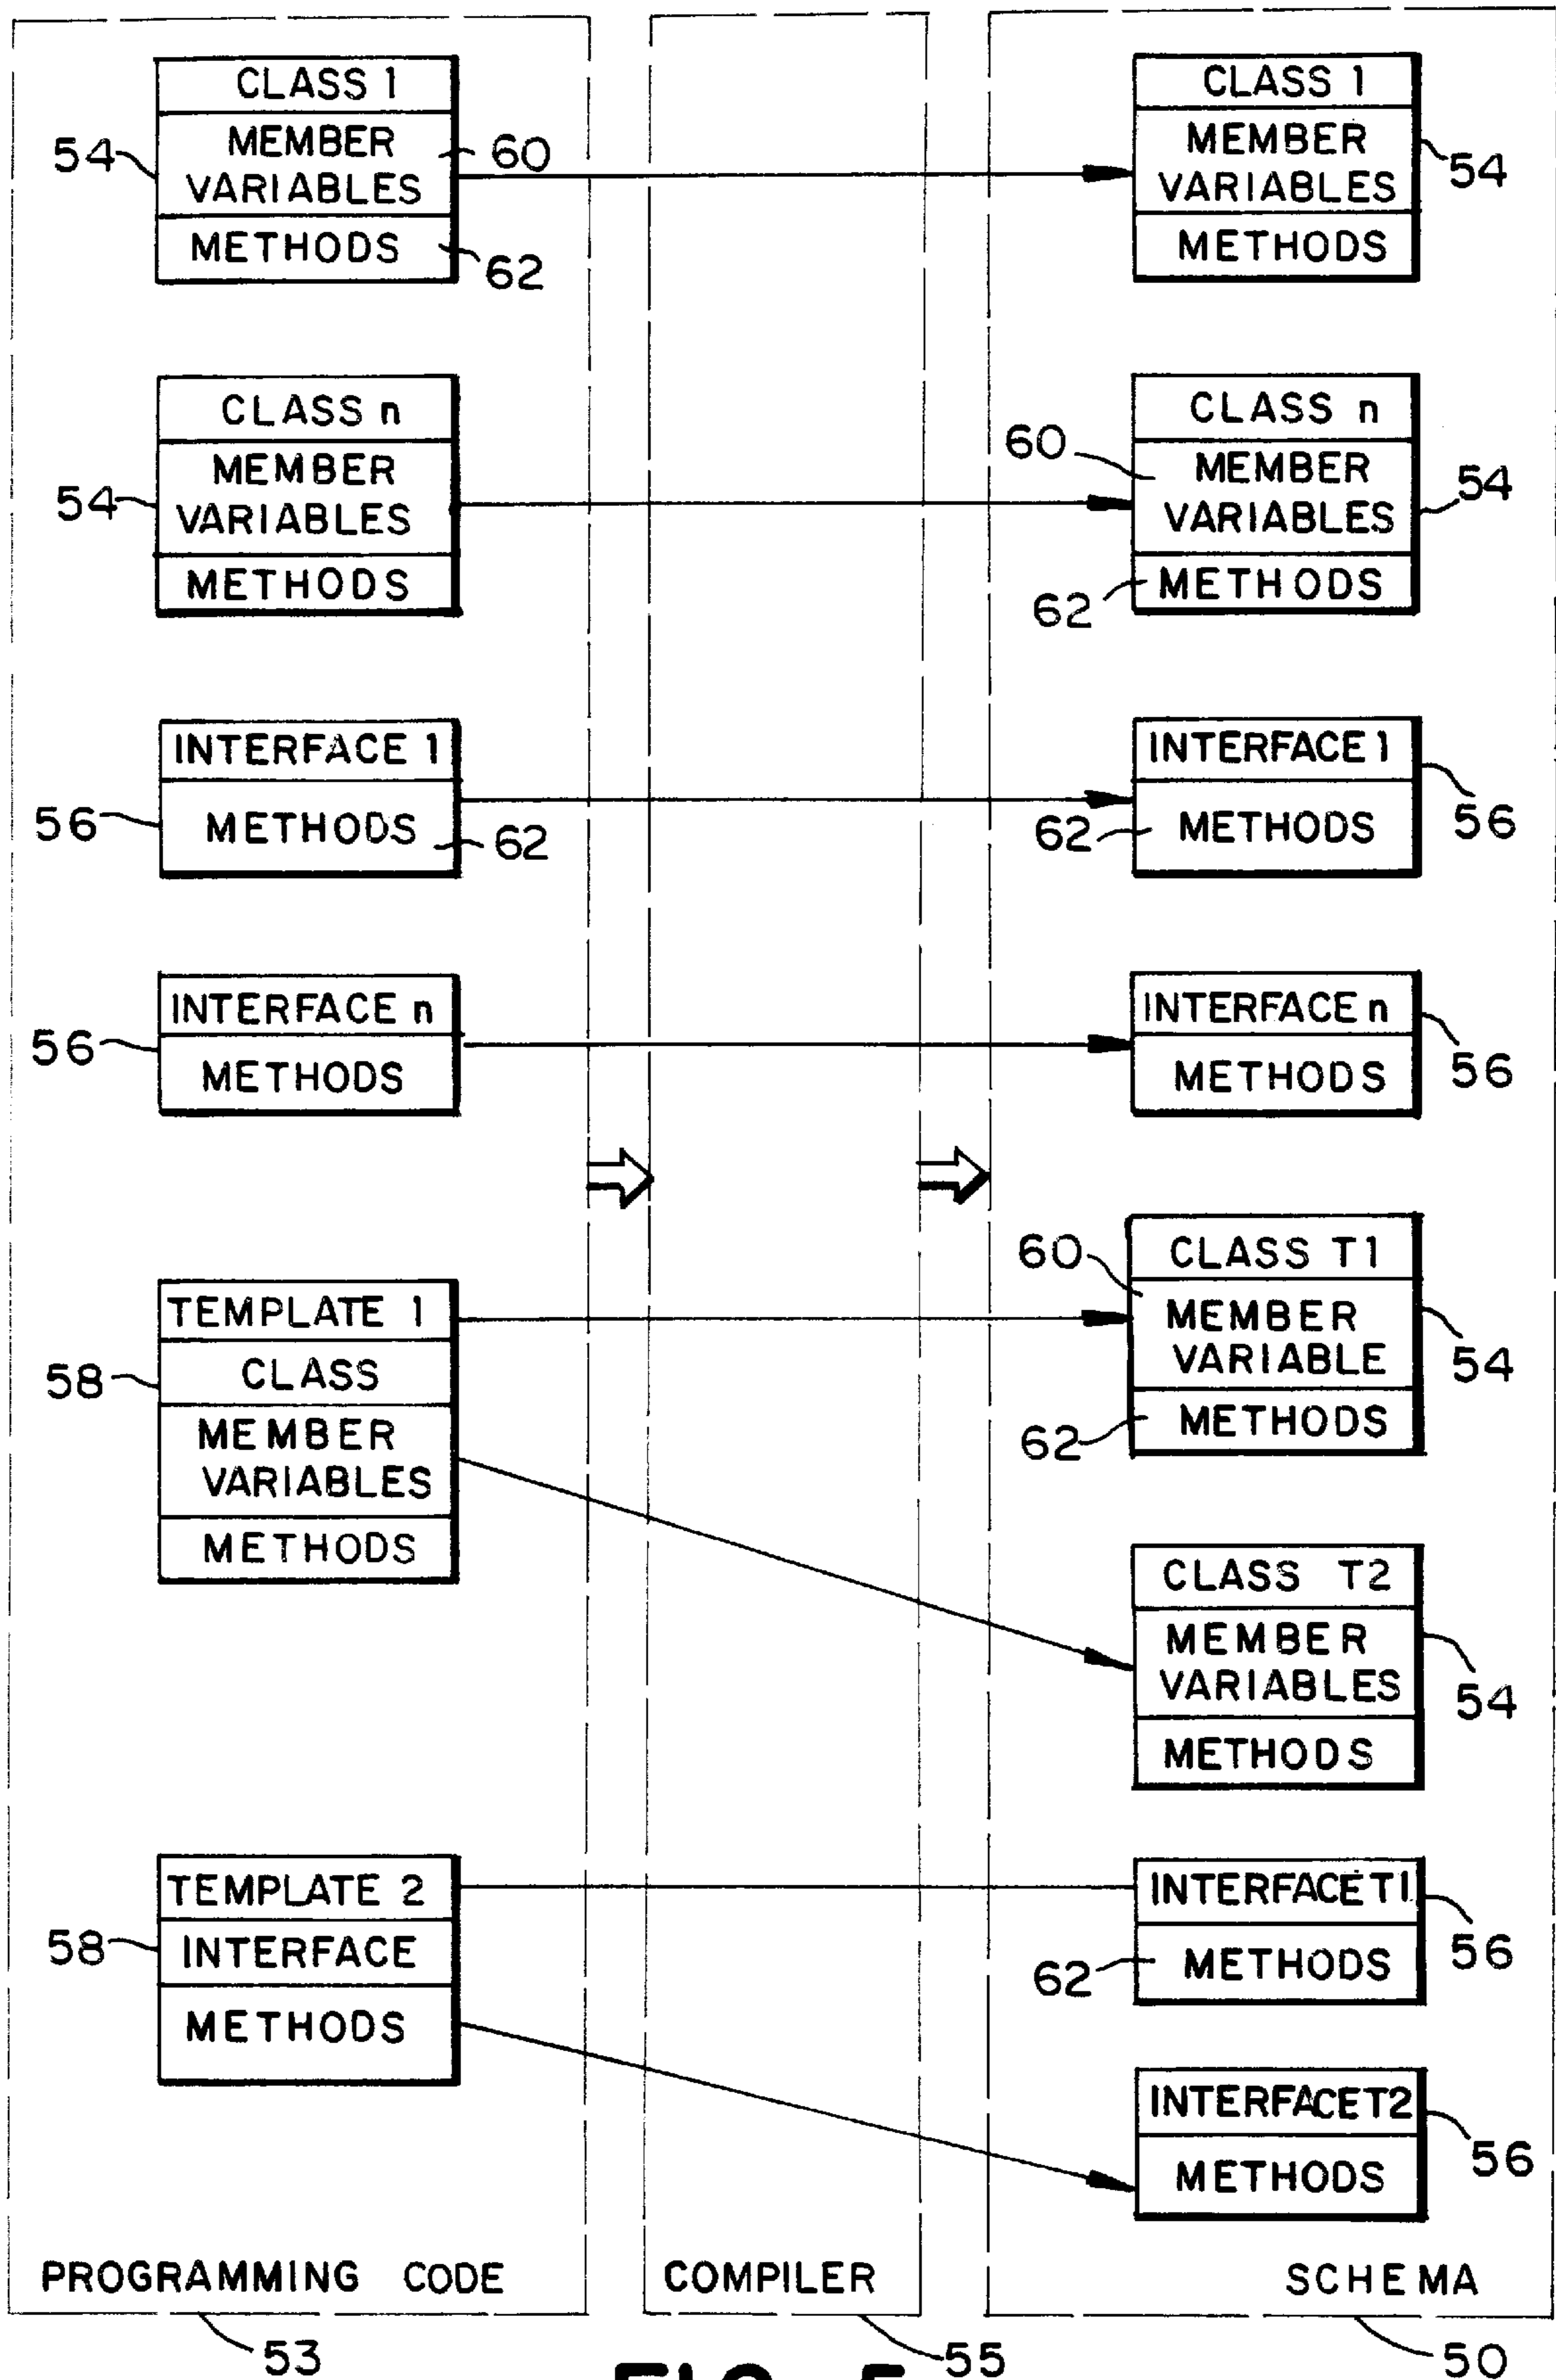 CLASS 1
MEMBER
VARIABLES
METHODS
54
60
62
CLASS n
MEMBER
VARIABLES
METHODS
54
INTERFACE 1
METHODS
56
62
INTERFACE n
METHODS
56
TEMPLATE 1
CLASS
MEMBER
VARIABLES
METHODS
58
TEMPLATE 2
INTERFACE
METHODS
58
PROGRAMMING CODE
53
COMPILER
55
CLASS 1
MEMBER
VARIABLES
METHODS
54
CLASS n
MEMBER
VARIABLES
METHODS
60
54
62
INTERFACE 1
METHODS
62
56
INTERFACE n
METHODS
56
CLASS T1
MEMBER
VARIABLE
METHODS
60
54
62
CLASS T2
MEMBER
VARIABLES
METHODS
54
INTERFACE T1
METHODS
62
56
INTERFACE T2
METHODS
56
SCHEMA
50